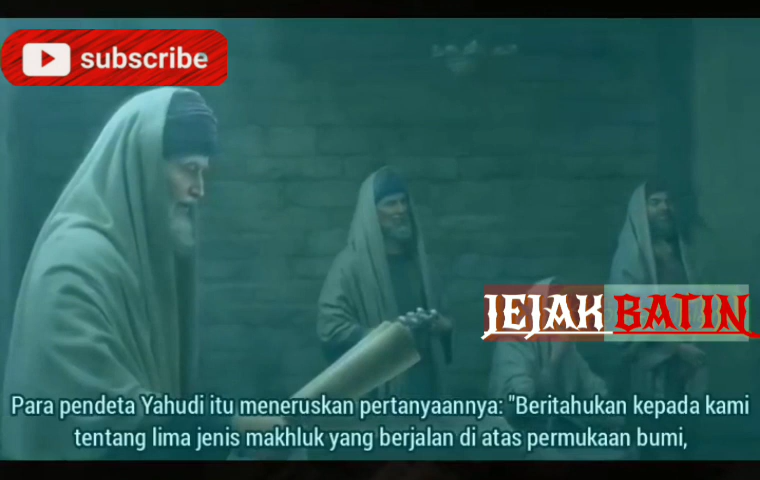 subscribe
JEJAK BATIN
Para pendeta Yahudi itu meneruskan pertanyaannya: "Beritahukan kepada kami
tentang lima jenis makhluk yang berjalan di atas permukaan bumi,